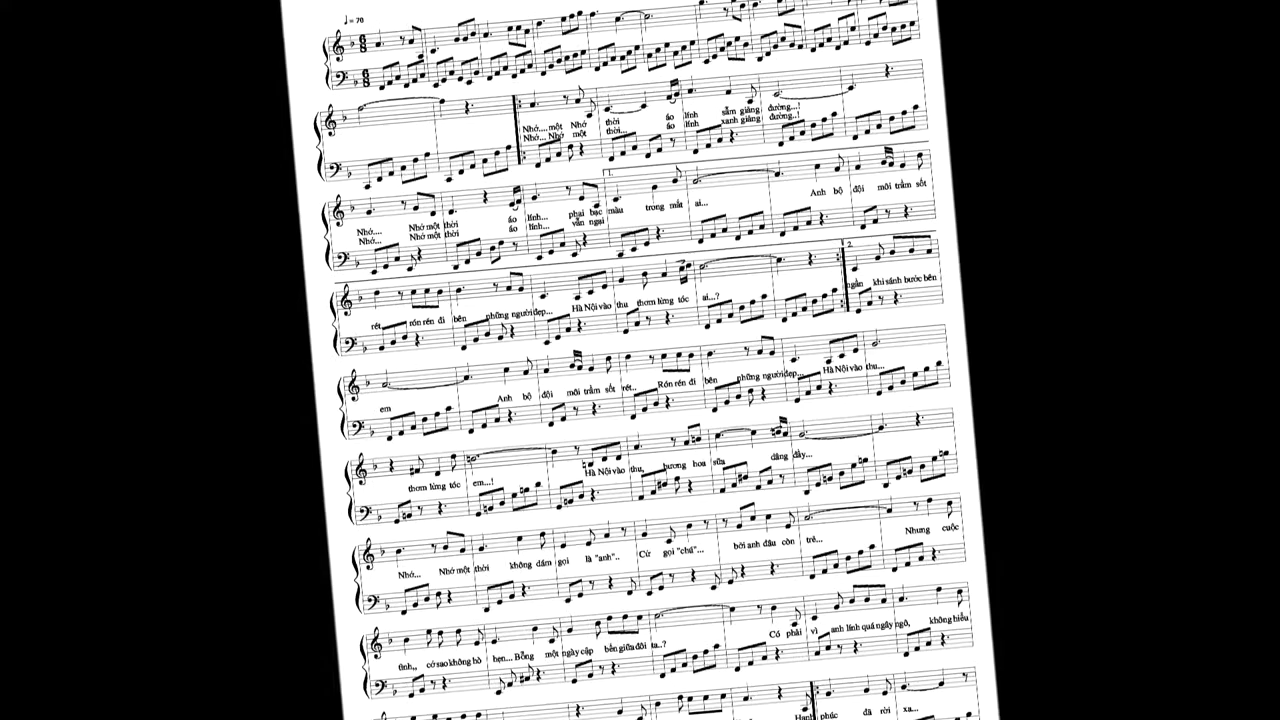 ♩ = 70
Nhớ.... một Nhớ thời áo lính sẫm giảng đường...!
Nhớ... Nhớ một thời... áo lính xanh giảng đường..!
1.
Nhớ.... Nhớ một thời áo lính... phai bạc màu trong mắt ai... Anh bộ đội môi trầm sốt
Nhớ... Nhớ một thời áo lính... vẫn ngại
2.
rét, rón rén đi bên những người đẹp... Hà Nội vào thu thơm lừng tóc ai...? ngần khi sánh bước bên
em Anh bộ đội môi trầm sốt rét.. Rón rén đi bên những người đẹp... Hà Nội vào thu...
thơm lừng tóc em...! Hà Nội vào thu, hương hoa sữa dâng đầy...
Nhớ... Nhớ một thời không dám gọi là "anh".. Cứ gọi "chú"... bởi anh đâu còn trẻ... Nhưng cuộc
tình,, cớ sao không hò hẹn... Bỗng một ngày cập bến giữa đôi ta..? Có phải vì anh lính quá ngây ngô, không hiểu
Hạnh phúc đã rời xa...